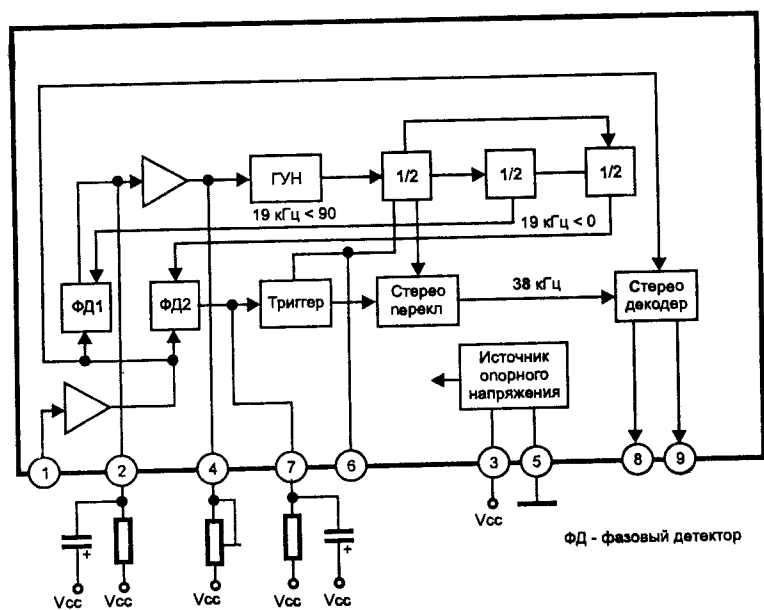 ГУН
1/2
1/2
1/2
19 кГц < 90
19 кГц < 0
ФД1
ФД2
Триггер
Стерео
перекл
38 кГц
Стерео
декодер
Источник
опорного
напряжения
1
2
4
7
6
3
5
8
9
+
+
Vcc
Vcc
Vcc
Vcc
Vcc
Vcc
ФД - фазовый детектор